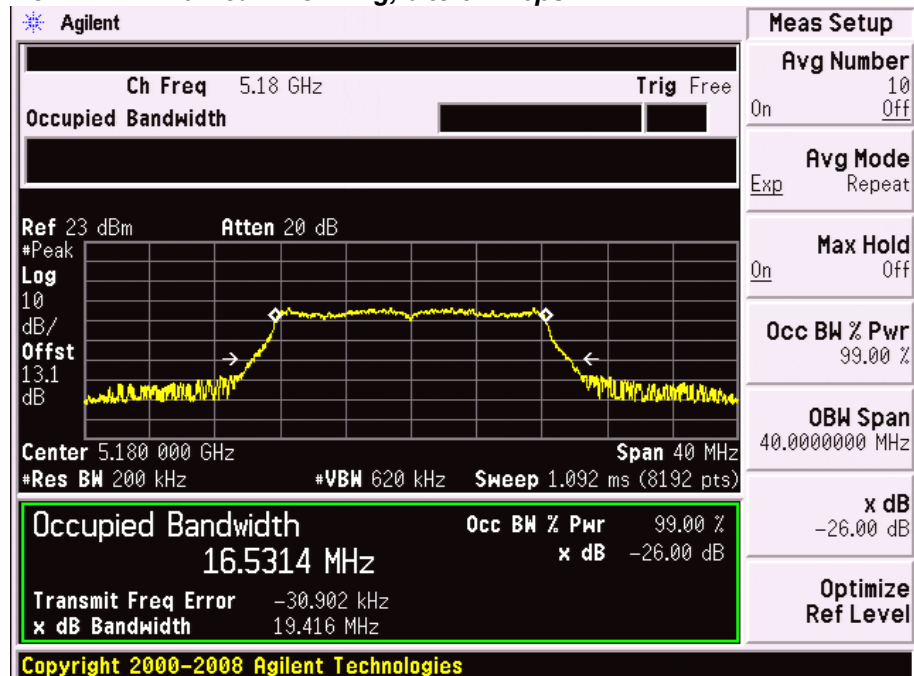 Agilent
Meas Setup
Ch Freq 5.18 GHz
Trig Free
Occupied Bandwidth
Ref 23 dBm
Atten 20 dB
#Peak
Log
10
dB/
Offst
13.1
dB
Center 5.180 000 GHz
Span 40 MHz
#Res BW 200 kHz
#VBW 620 kHz
Sweep 1.092 ms (8192 pts)
Occupied Bandwidth
16.5314 MHz
Occ BW % Pwr 99.00 %
x dB -26.00 dB
Transmit Freq Error -30.902 kHz
x dB Bandwidth 19.416 MHz
Copyright 2000-2008 Agilent Technologies
Avg Number
10
On Off
Avg Mode
Exp Repeat
Max Hold
On Off
Occ BW % Pwr
99.00 %
OBW Span
40.0000000 MHz
x dB
-26.00 dB
Optimize
Ref Level